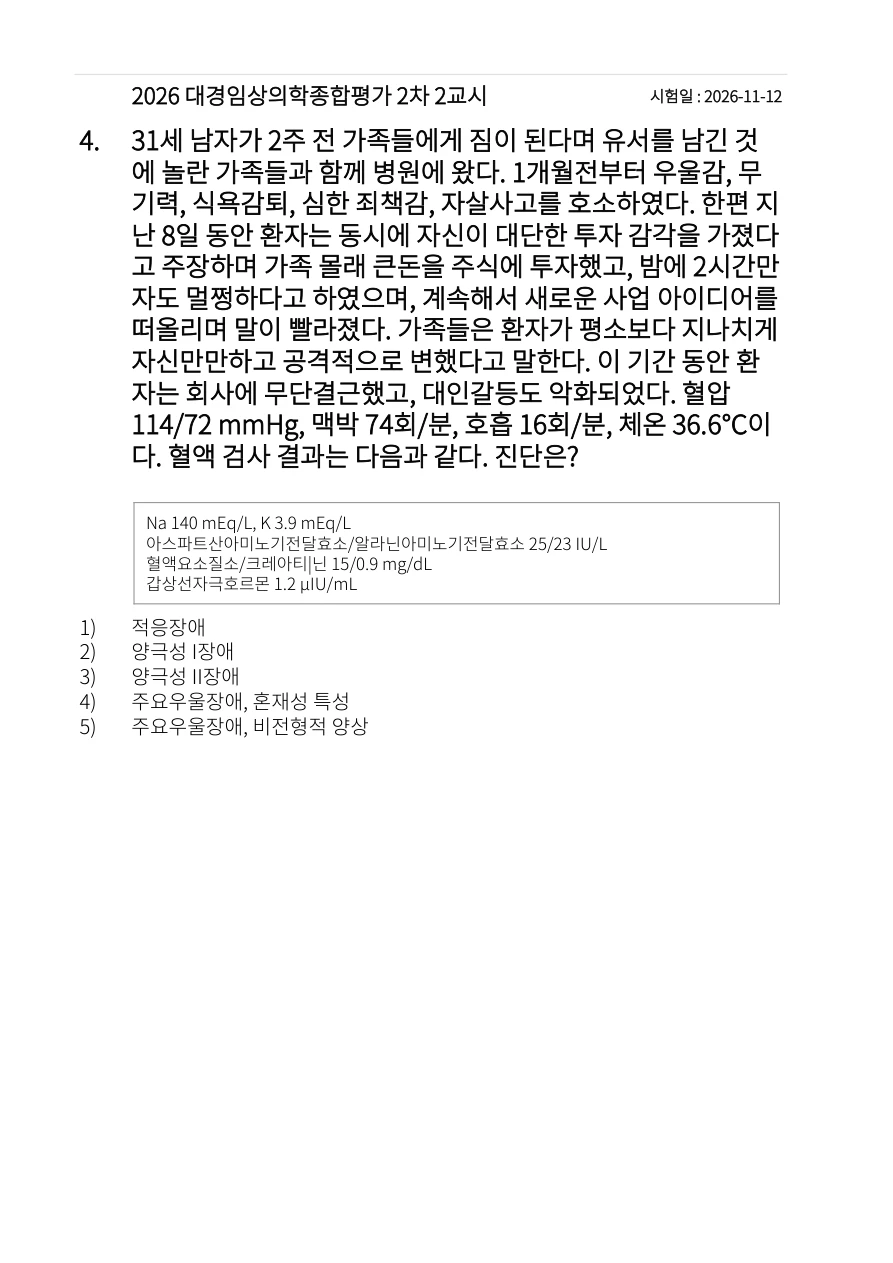 2026 대경임상의학종합평가 2차 2교시 시험일 : 2026-11-12
4. 31세 남자가 2주 전 가족들에게 짐이 된다며 유서를 남긴 것
에 놀란 가족들과 함께 병원에 왔다. 1개월전부터 우울감, 무
기력, 식욕감퇴, 심한 죄책감, 자살사고를 호소하였다. 한편 지
난 8일 동안 환자는 동시에 자신이 대단한 투자 감각을 가졌다
고 주장하며 가족 몰래 큰돈을 주식에 투자했고, 밤에 2시간만
자도 멀쩡하다고 하였으며, 계속해서 새로운 사업 아이디어를
떠올리며 말이 빨라졌다. 가족들은 환자가 평소보다 지나치게
자신만만하고 공격적으로 변했다고 말한다. 이 기간 동안 환
자는 회사에 무단결근했고, 대인갈등도 악화되었다. 혈압
114/72 mmHg, 맥박 74회/분, 호흡 16회/분, 체온 36.6°C이
다. 혈액 검사 결과는 다음과 같다. 진단은?
Na 140 mEq/L, K 3.9 mEq/L
아스파트산아미노기전달효소/알라닌아미노기전달효소 25/23 IU/L
혈액요소질소/크레아티|닌 15/0.9 mg/dL
갑상선자극호르몬 1.2 μIU/mL
1) 적응장애
2) 양극성 I장애
3) 양극성 II장애
4) 주요우울장애, 혼재성 특성
5) 주요우울장애, 비전형적 양상